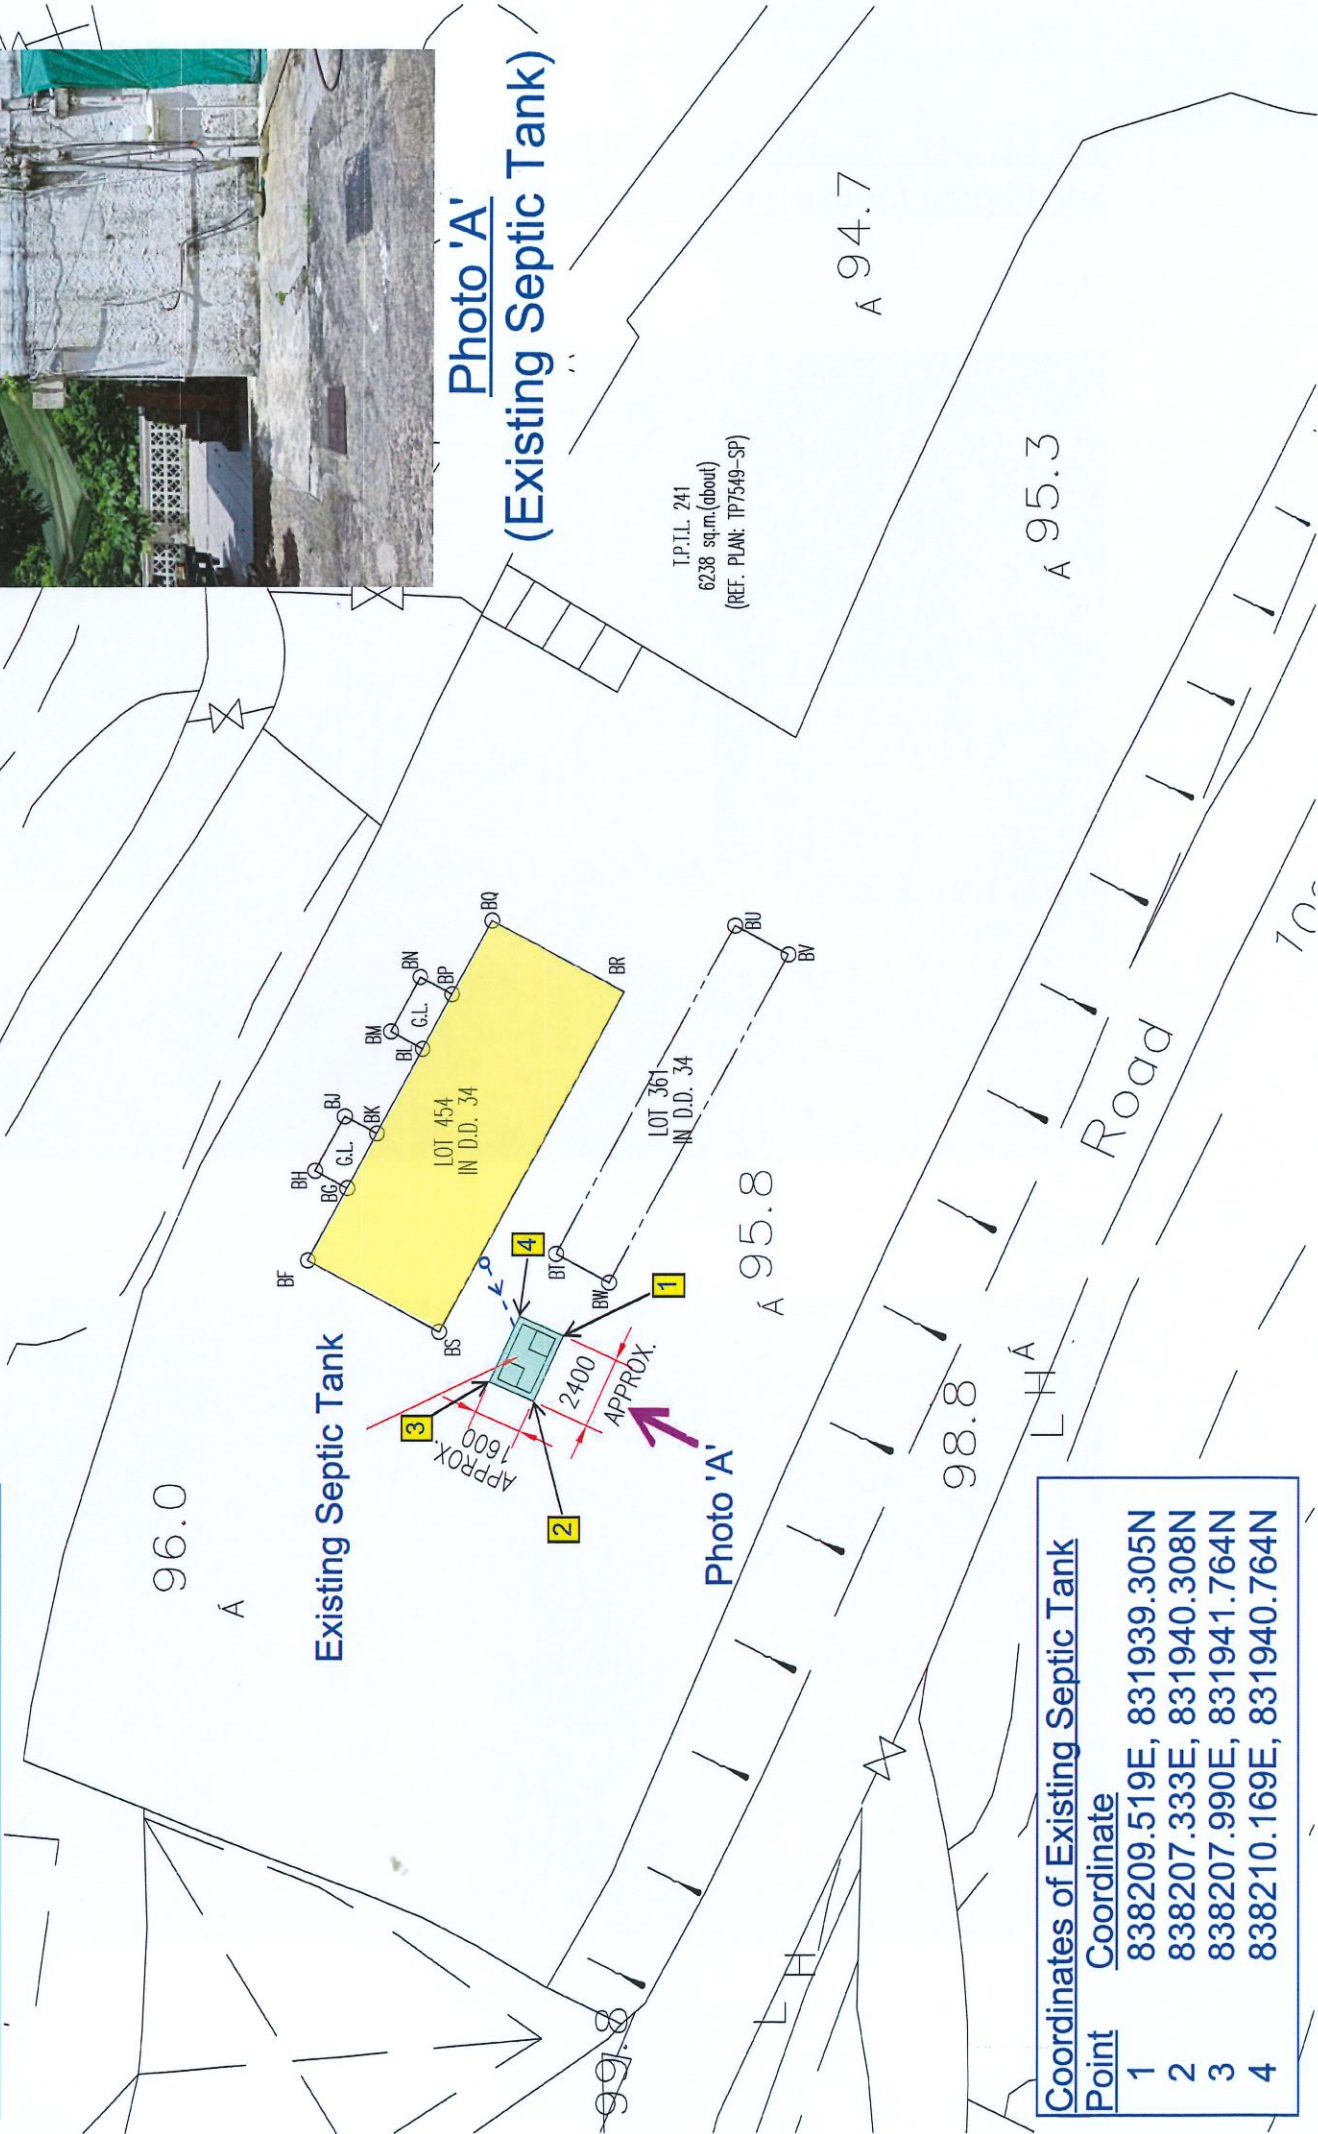 Photo 'A'
(Existing Septic Tank)
T.P.T.L. 241
6238 sq.m.(about)
(REF. PLAN: TP7549-SP)
94.7
95.3
96.0
Existing Septic Tank
BF
BG
BH
BJ
BK
G.L.
BL
BM
BN
BP
G.L.
BQ
BR
BS
LOT 454
IN D.D. 34
LOT 361
IN D.D. 34
BT
BU
BV
BW
3
4
2
1
1600
APPROX.
2400
APPROX.
Photo 'A'
95.8
Road
98.8
L H
L H
99.8
Coordinates of Existing Septic Tank
Point Coordinate
1 838209.519E, 831939.305N
2 838207.333E, 831940.308N
3 838207.990E, 831941.764N
4 838210.169E, 831940.764N